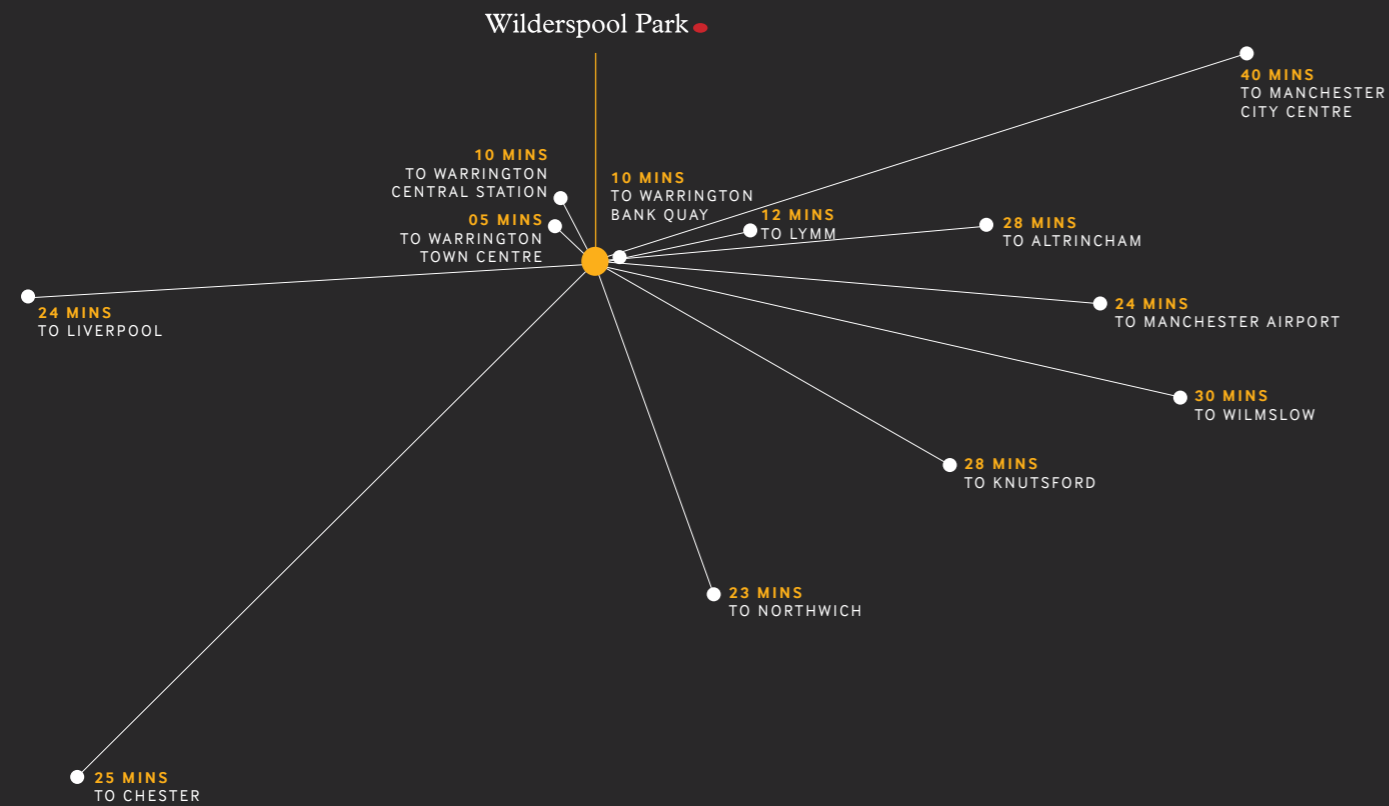 Wilderspool Park
40 MINS
TO MANCHESTER
CITY CENTRE
10 MINS
TO WARRINGTON
CENTRAL STATION
10 MINS
TO WARRINGTON
BANK QUAY
05 MINS
TO WARRINGTON
TOWN CENTRE
12 MINS
TO LYMM
28 MINS
TO ALTRINCHAM
24 MINS
TO LIVERPOOL
24 MINS
TO MANCHESTER AIRPORT
30 MINS
TO WILMSLOW
28 MINS
TO KNUTSFORD
23 MINS
TO NORTHWICH
25 MINS
TO CHESTER